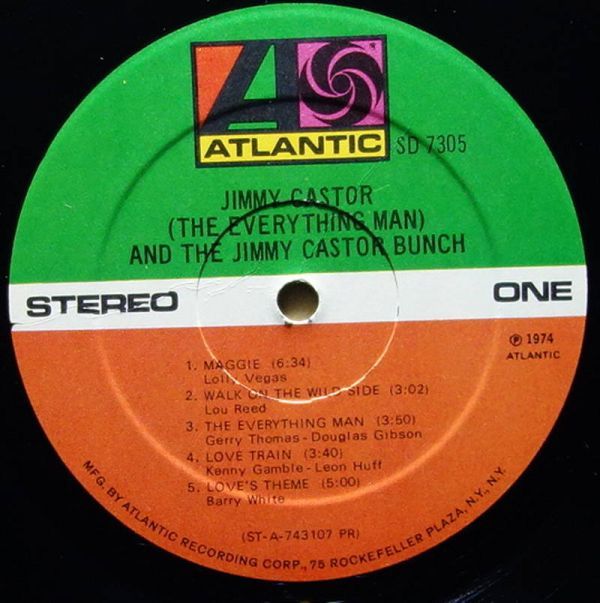 ATLANTIC SD 7305
JIMMY CASTOR
(THE EVERYTHING MAN)
AND THE JIMMY CASTOR BUNCH
STEREO ONE
℗ 1974
ATLANTIC
1. MAGGIE (6:34)
Lolly Vegas
2. WALK ON THE WILD SIDE (3:02)
Lou Reed
3. THE EVERYTHING MAN (3:50)
Gerry Thomas - Douglas Gibson
4. LOVE TRAIN (3:40)
Kenny Gamble - Leon Huff
5. LOVE'S THEME (5:00)
Barry White
(ST-A-743107 PR)
MFG. BY ATLANTIC RECORDING CORP., 75 ROCKEFELLER PLAZA, N.Y., N.Y.